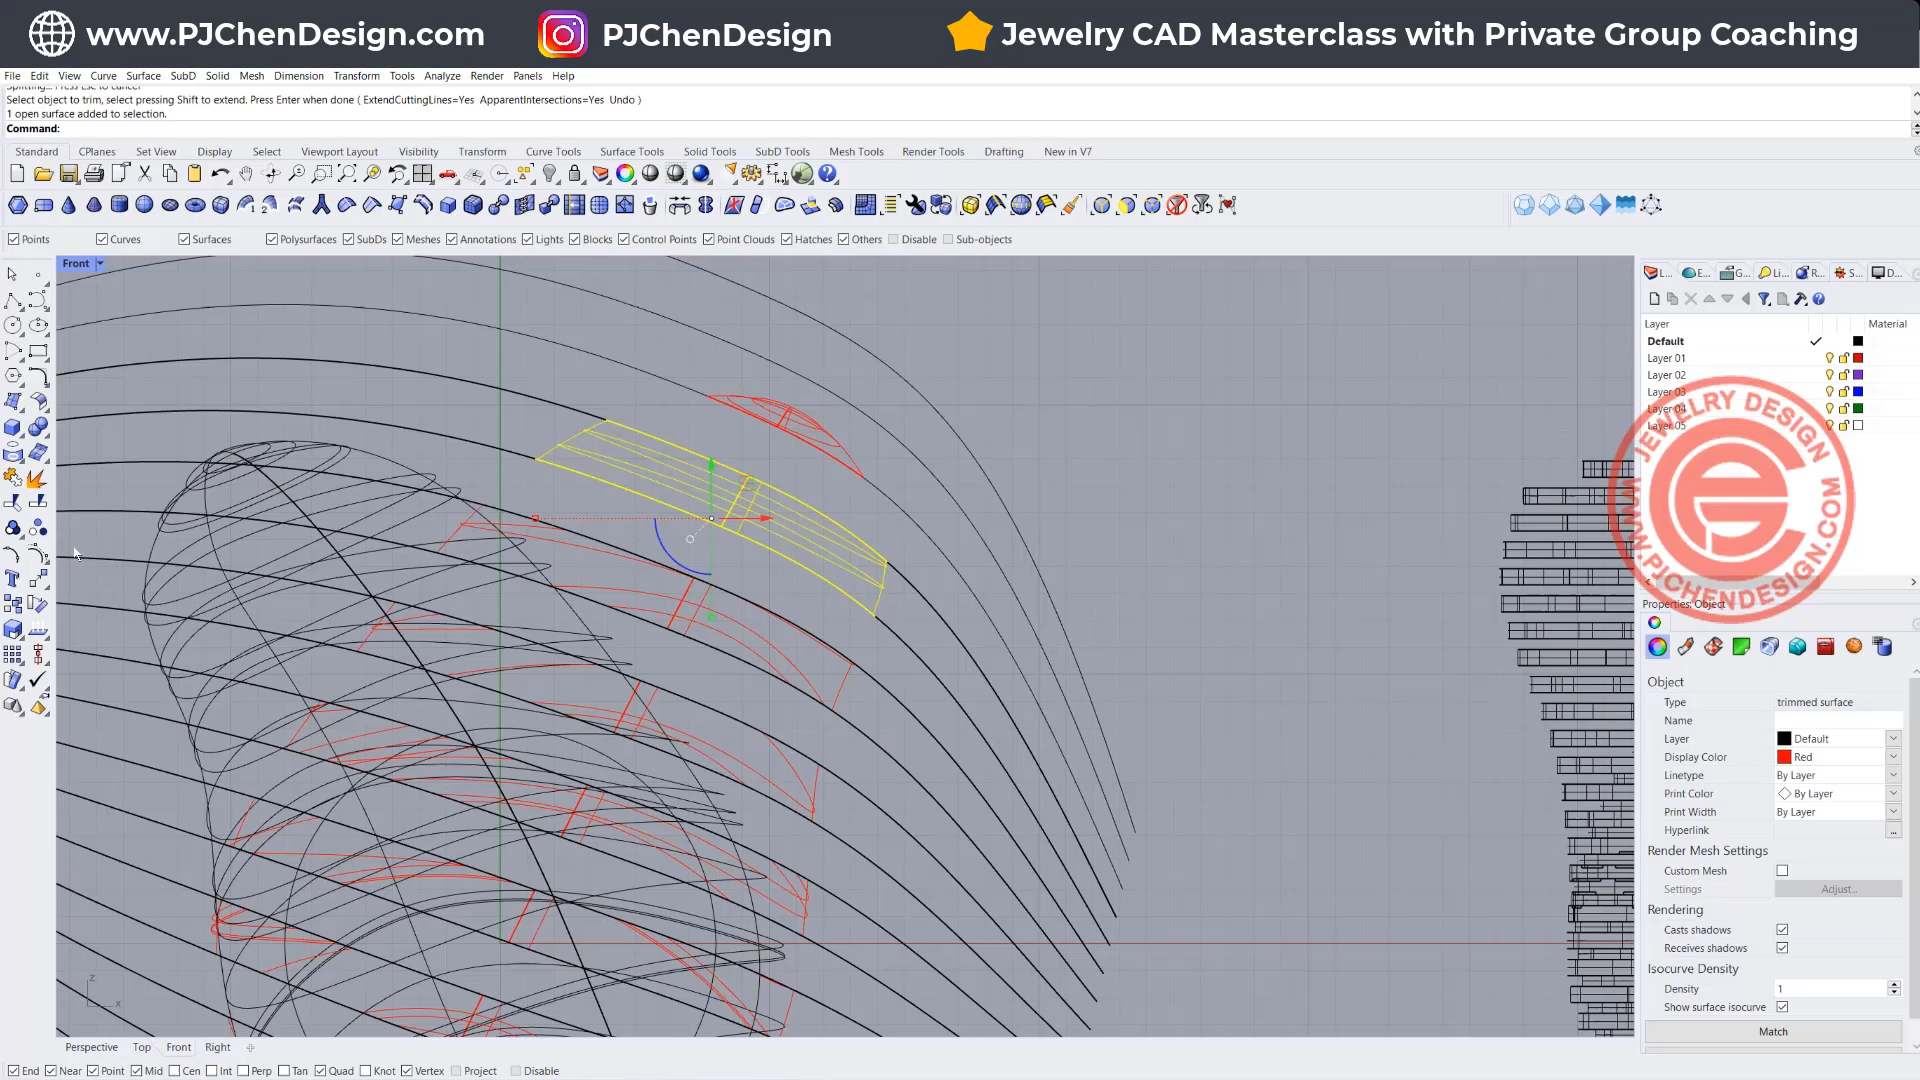 www.PJChenDesign.com PJChenDesign Jewelry CAD Masterclass with Private Group Coaching
File Edit View Curve Surface SubD Solid Mesh Dimension Transform Tools Analyze Render Panels Help
Splitting... Press Esc to cancel
Select object to trim, select pressing Shift to extend. Press Enter when done ( ExtendCuttingLines=Yes ApparentIntersections=Yes Undo )
1 open surface added to selection.
Command:
Standard CPlanes Set View Display Select Viewport Layout Visibility Transform Curve Tools Surface Tools Solid Tools SubD Tools Mesh Tools Render Tools Drafting New in V7
Points Curves Surfaces Polysurfaces SubDs Meshes Annotations Lights Blocks Control Points Point Clouds Hatches Others Disable Sub-objects
Front
L... E... G... Li... R... S... D...
Layer Material
Default
Layer 01
Layer 02
Layer 03
Layer 04
Layer 05
JEWELRY DESIGN
WWW.PJCHENDESIGN.COM
Properties: Object
Object
Type trimmed surface
Name
Layer Default
Display Color Red
Linetype By Layer
Print Color By Layer
Print Width By Layer
Hyperlink ...
Render Mesh Settings
Custom Mesh
Settings Adjust...
Rendering
Casts shadows
Receives shadows
Isocurve Density
Density 1
Show surface isocurve
Match
z
x
Perspective Top Front Right
End Near Point Mid Cen Int Perp Tan Quad Knot Vertex Project Disable